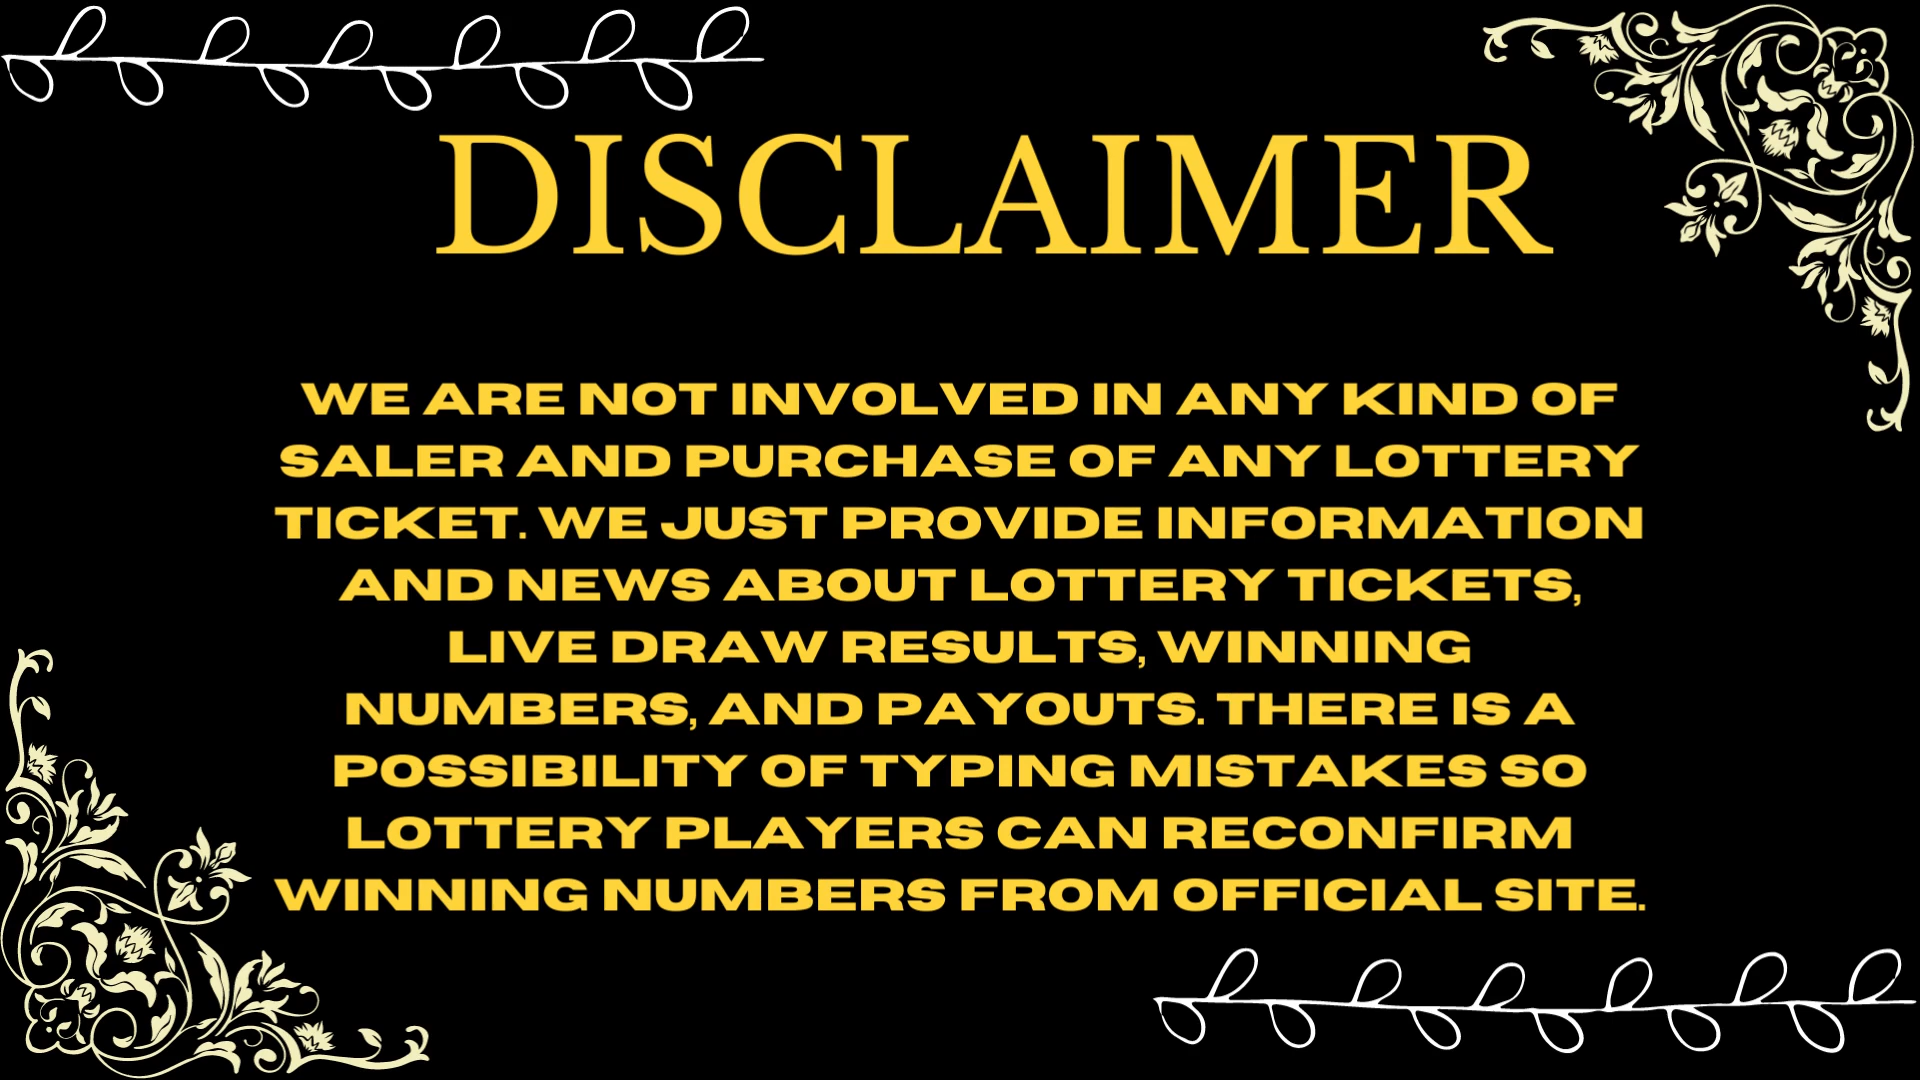 DISCLAIMER
WE ARE NOT INVOLVED IN ANY KIND OF
SALER AND PURCHASE OF ANY LOTTERY
TICKET. WE JUST PROVIDE INFORMATION
AND NEWS ABOUT LOTTERY TICKETS,
LIVE DRAW RESULTS, WINNING
NUMBERS, AND PAYOUTS. THERE IS A
POSSIBILITY OF TYPING MISTAKES SO
LOTTERY PLAYERS CAN RECONFIRM
WINNING NUMBERS FROM OFFICIAL SITE.